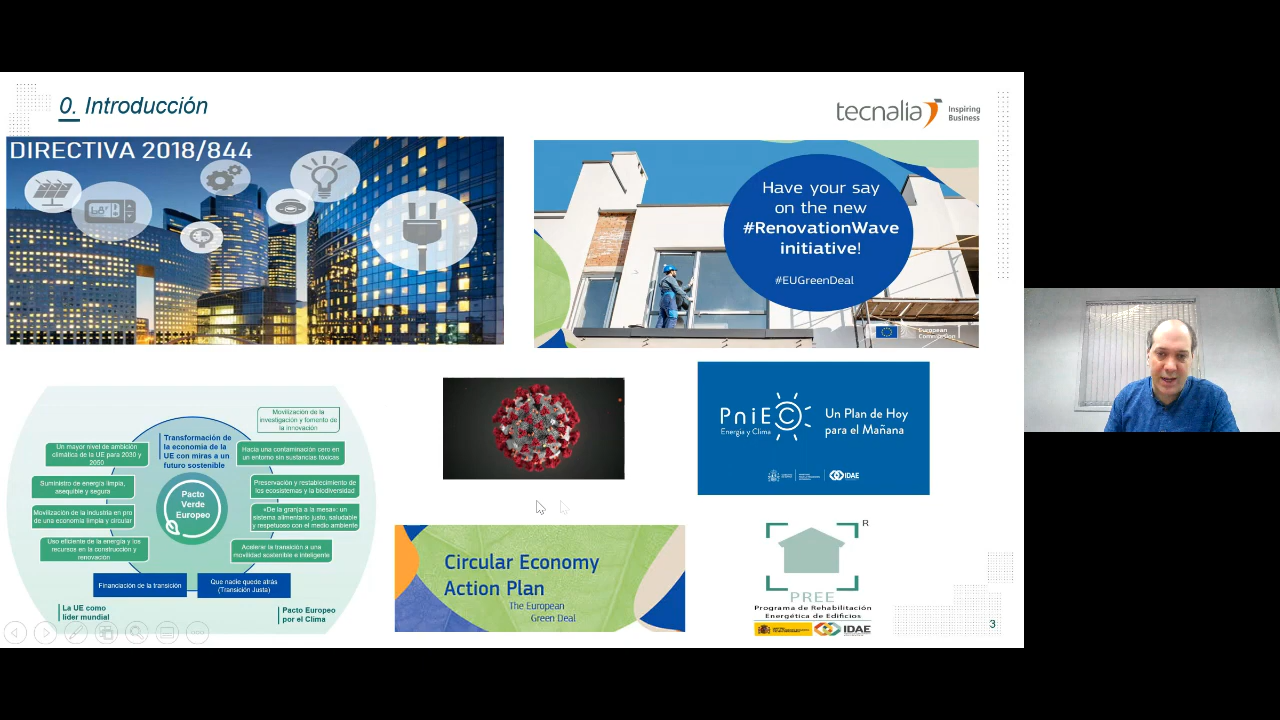 0. Introducción
tecnalia
Inspiring
Business
DIRECTIVA 2018/844
Have your say
on the new
#RenovationWave
initiative!
#EUGreenDeal
European
Commission
Movilización de la
investigación y fomento de
la innovación
Transformación de
la economía de la
UE con miras a un
futuro sostenible
Un mayor nivel de ambición
climática de la UE para 2030 y
2050
Hacia una contaminación cero en
un entorno sin sustancias tóxicas
Suministro de energía limpia,
asequible y segura
Preservación y restablecimiento de
los ecosistemas y la biodiversidad
Pacto
Verde
Europeo
Movilización de la industria en pro
de una economía limpia y circular
«De la granja a la mesa»: un
sistema alimentario justo, saludable
y respetuoso con el medio ambiente
Uso eficiente de la energía y los
recursos en la construcción y
renovación
Acelerar la transición a una
movilidad sostenible e inteligente
Financiación de la transición
Que nadie quede atrás
(Transición Justa)
La UE como
líder mundial
Pacto Europeo
por el Clima
PniEC
Energía y Clima
Un Plan de Hoy
para el Mañana
IDAE
Circular Economy
Action Plan
The European
Green Deal
R
PREE
Programa de Rehabilitación
Energética de Edificios
IDAE
3